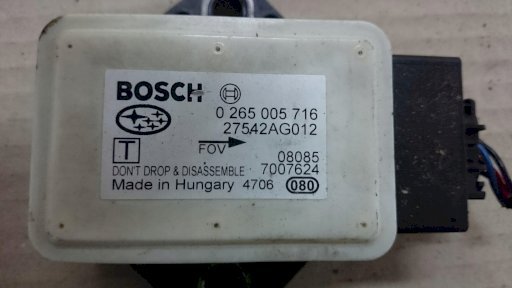 BOSCH
0 265 005 716
27542AG012
T
FOV
08085
DON'T DROP & DISASSEMBLE 7007624
Made in Hungary 4706 080